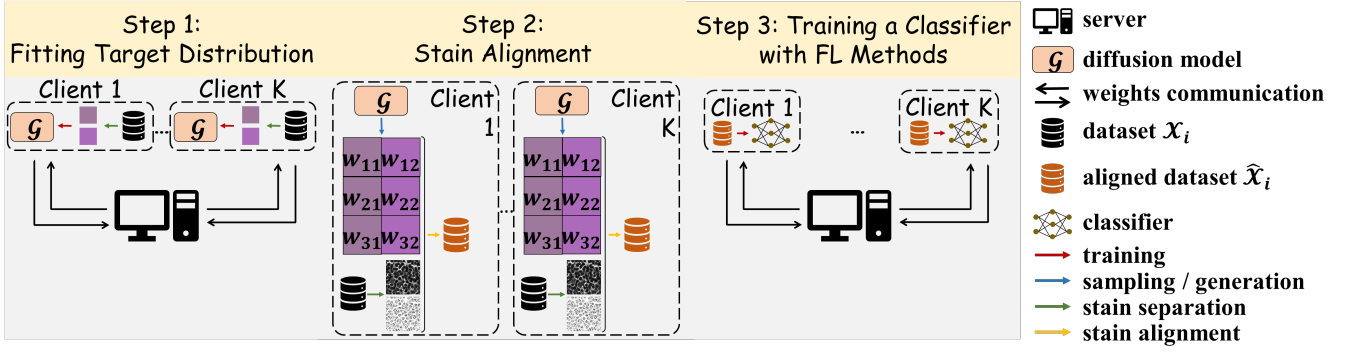 Step 1:
Fitting Target Distribution
Client 1
Client K
𝒢
...
𝒢
Step 2:
Stain Alignment
𝒢
Client
1
w₁₁ w₁₂
w₂₁ w₂₂
w₃₁ w₃₂
...
𝒢
Client
K
w₁₁ w₁₂
w₂₁ w₂₂
w₃₁ w₃₂
Step 3: Training a Classifier
with FL Methods
Client 1
...
Client K
server
𝒢 diffusion model
weights communication
dataset 𝒳ᵢ
aligned dataset 𝒳̂ᵢ
classifier
training
sampling / generation
stain separation
stain alignment